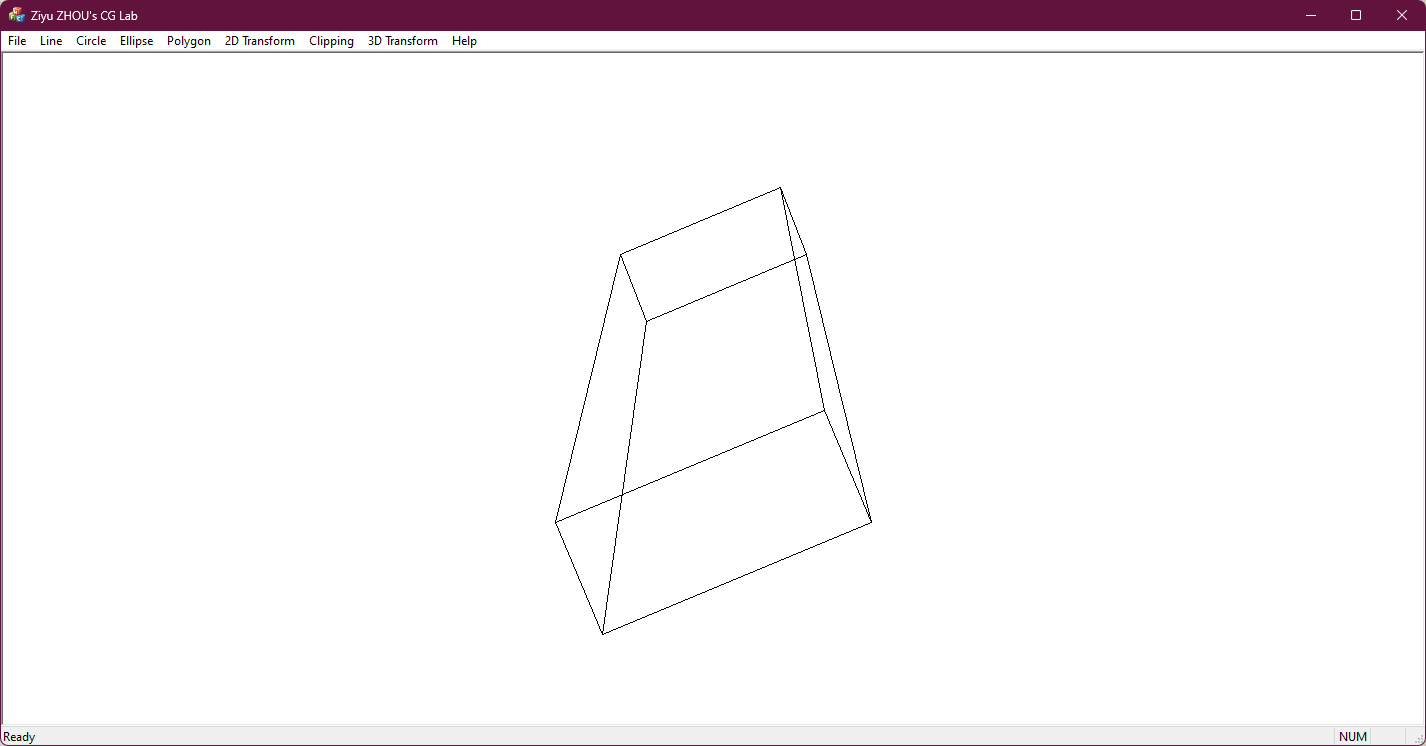 Ziyu ZHOU's CG Lab
File Line Circle Ellipse Polygon 2D Transform Clipping 3D Transform Help
Ready NUM